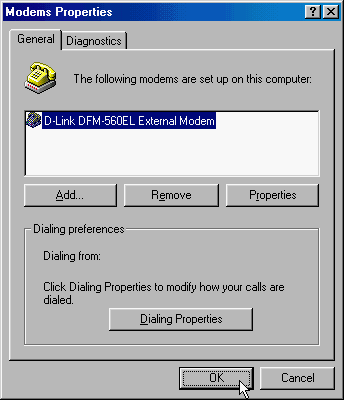 Modems Properties
General
Diagnostics
The following modems are set up on this computer:
D-Link DFM-560EL External Modem
Add...
Remove
Properties
Dialing preferences
Dialing from:
Click Dialing Properties to modify how your calls are
dialed.
Dialing Properties
OK
Cancel